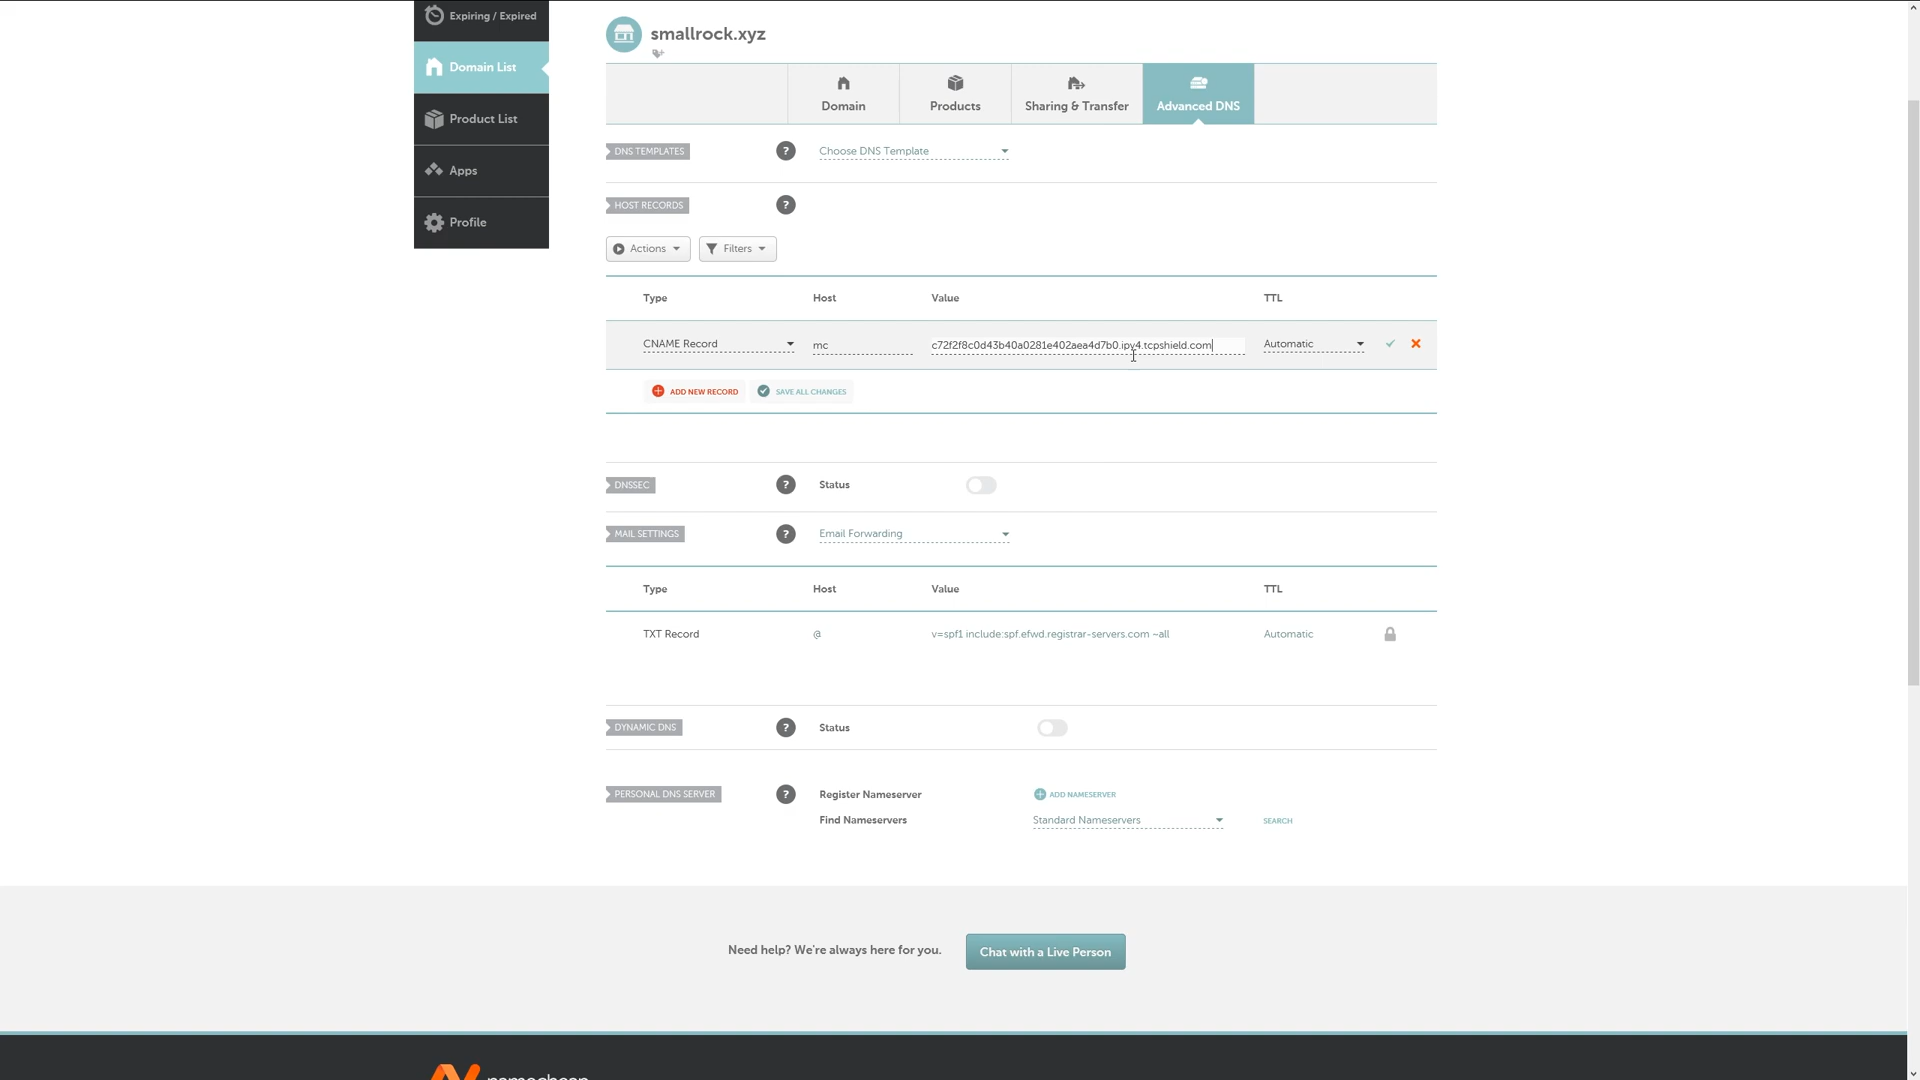 Expiring / Expired
Domain List
Product List
Apps
Profile
smallrock.xyz
Domain
Products
Sharing & Transfer
Advanced DNS
DNS TEMPLATES
?
Choose DNS Template
HOST RECORDS
?
Actions
Filters
Type Host Value TTL
CNAME Record mc c72f2f8c0d43b40a0281e402aea4d7b0.ipv4.tcpshield.com Automatic
ADD NEW RECORD
SAVE ALL CHANGES
DNSSEC ? Status
MAIL SETTINGS ? Email Forwarding
Type Host Value TTL
TXT Record @ v=spf1 include:spf.efwd.registrar-servers.com ~all Automatic
DYNAMIC DNS ? Status
PERSONAL DNS SERVER ? Register Nameserver ADD NAMESERVER
Find Nameservers Standard Nameservers SEARCH
Need help? We're always here for you. Chat with a Live Person